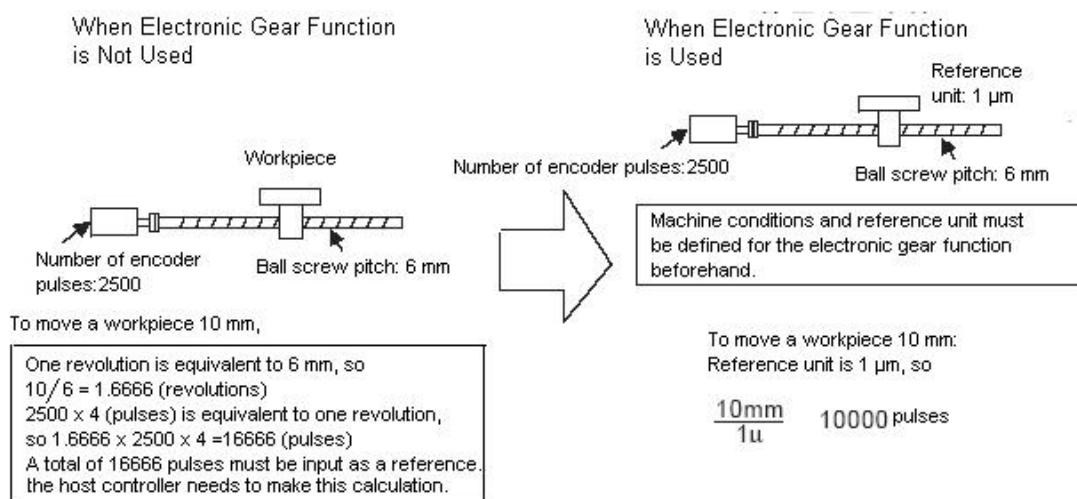 When Electronic Gear Function
is Not Used
Workpiece
Number of encoder
pulses:2500
Ball screw pitch: 6 mm
To move a workpiece 10 mm,
One revolution is equivalent to 6 mm, so
10/6 = 1.6666 (revolutions)
2500 x 4 (pulses) is equivalent to one revolution,
so 1.6666 x 2500 x 4 =16666 (pulses)
A total of 16666 pulses must be input as a reference.
the host controller needs to make this calculation.
When Electronic Gear Function
is Used
Reference
unit: 1 µm
Number of encoder pulses:2500
Ball screw pitch: 6 mm
Machine conditions and reference unit must
be defined for the electronic gear function
beforehand.
To move a workpiece 10 mm:
Reference unit is 1 µm, so
10mm
1u
10000 pulses